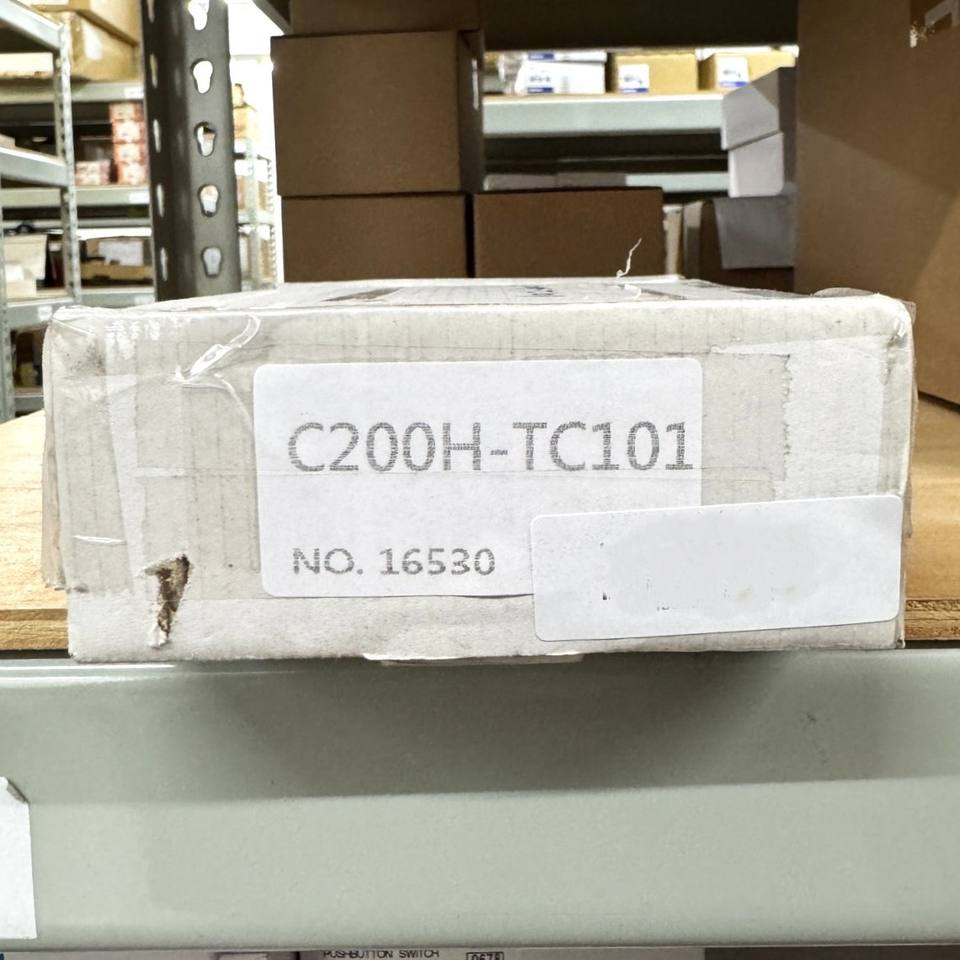 C200H-TC101
NO. 16530
PUSHBUTTON SWITCH